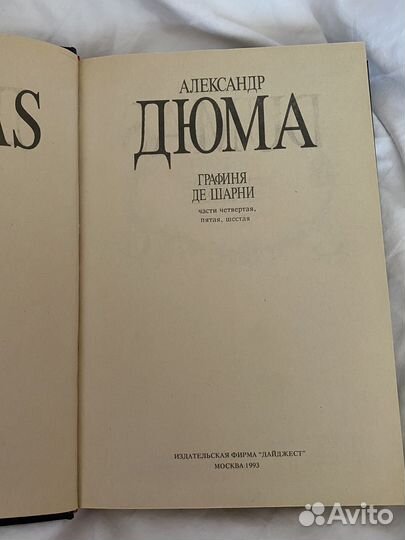 AS
АЛЕКСАНДР
ДЮМА
ГРАФИНЯ
ДЕ ШАРНИ
части четвертая,
пятая, шестая
ИЗДАТЕЛЬСКАЯ ФИРМА "ДАЙДЖЕСТ"
МОСКВА 1993
Avito